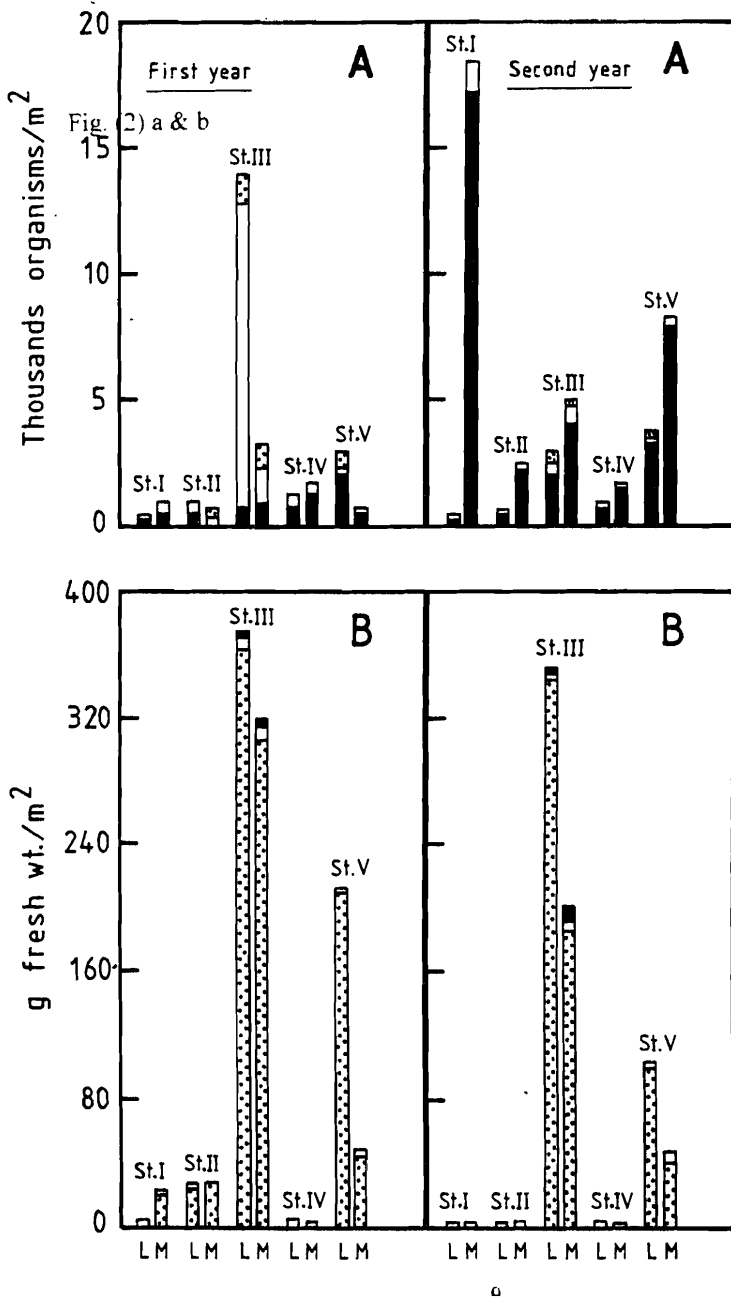 20
15
10
5
0
Thousands organisms/m²
First year
A
Fig. (2) a & b
St.I
St.II
St.III
St.IV
St.V
Second year
A
St.I
St.II
St.III
St.IV
St.V
400
320
240
160
80
0
g fresh wt./m²
B
St.I
St.II
St.III
St.IV
St.V
L M L M L M L M L M
B
St.I
St.II
St.III
St.IV
St.V
L M L M L M L M L M